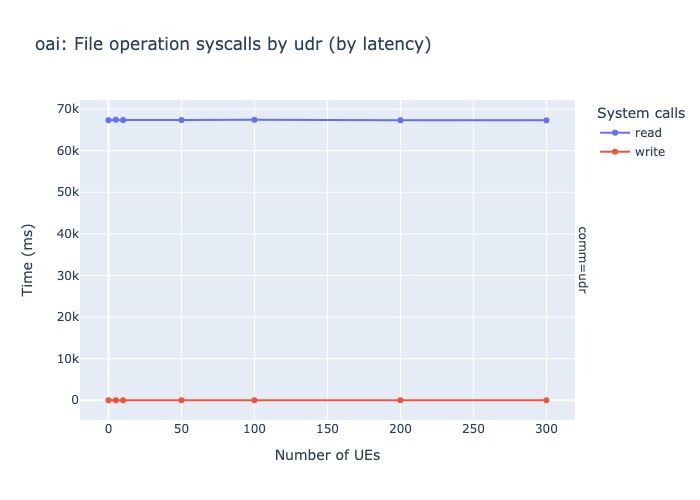 oai: File operation syscalls by udr (by latency)
System calls
read
write
70k
60k
50k
40k
30k
20k
10k
0
Time (ms)
comm=udr
0 50 100 150 200 250 300
Number of UEs